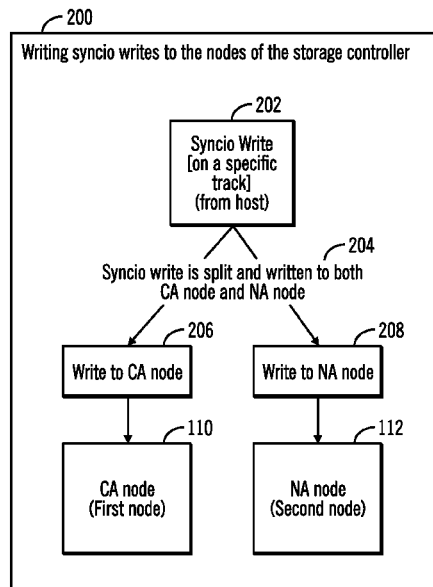 200
Writing syncio writes to the nodes of the storage controller
202
Syncio Write
[on a specific
track]
(from host)
204
Syncio write is split and written to both
CA node and NA node
206
208
Write to CA node
Write to NA node
110
112
CA node
(First node)
NA node
(Second node)